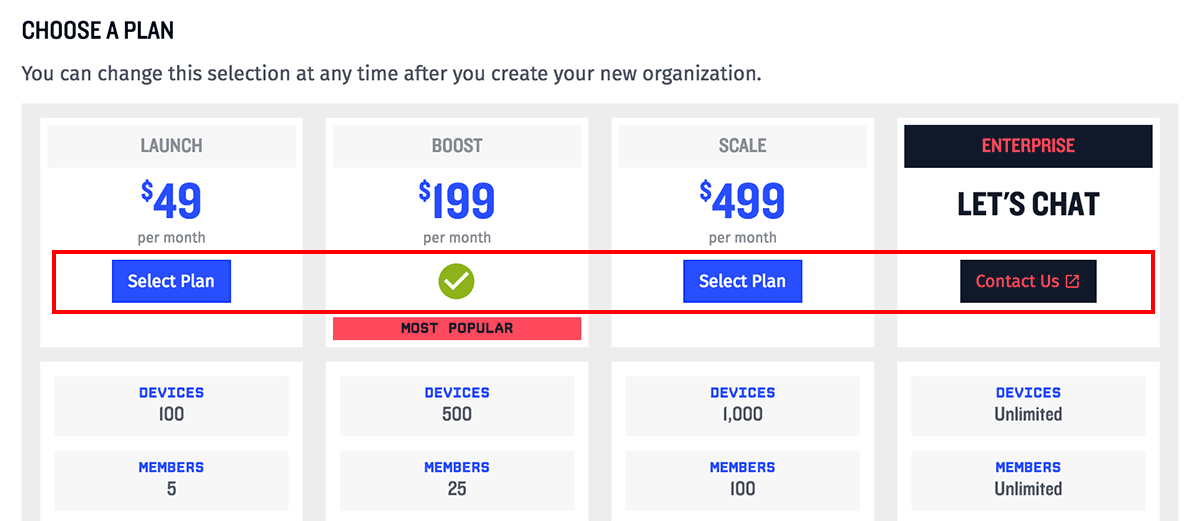 CHOOSE A PLAN
You can change this selection at any time after you create your new organization.
LAUNCH
$49
per month
Select Plan
BOOST
$199
per month
MOST POPULAR
SCALE
$499
per month
Select Plan
ENTERPRISE
LET'S CHAT
Contact Us
DEVICES
100
MEMBERS
5
DEVICES
500
MEMBERS
25
DEVICES
1,000
MEMBERS
100
DEVICES
Unlimited
MEMBERS
Unlimited